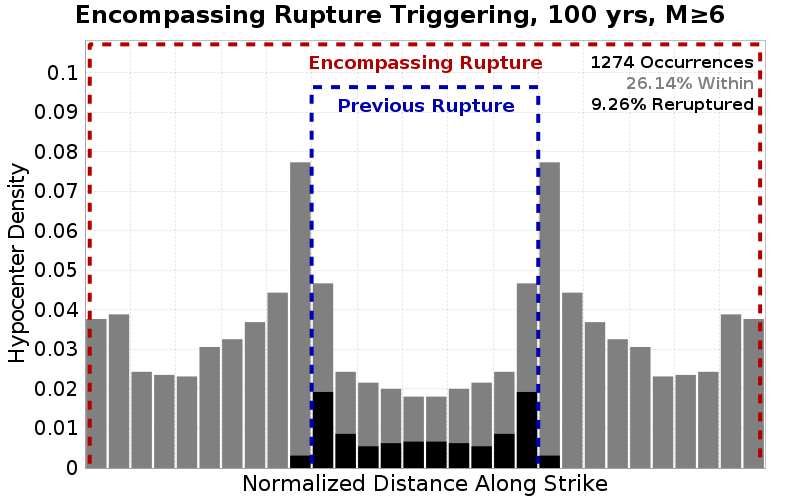 Encompassing Rupture Triggering, 100 yrs, M≥6
Encompassing Rupture
Previous Rupture
1274 Occurrences
26.14% Within
9.26% Reruptured
Hypocenter Density
0.1
0.09
0.08
0.07
0.06
0.05
0.04
0.03
0.02
0.01
0
Normalized Distance Along Strike